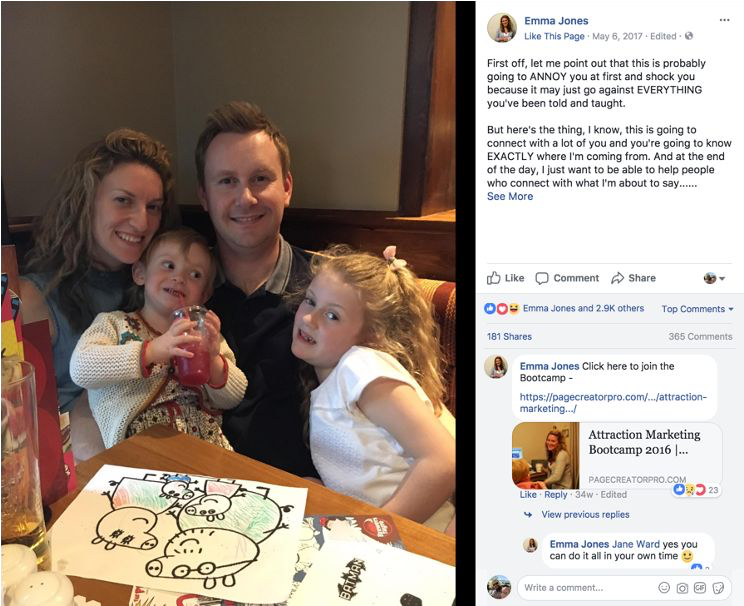 Emma Jones
Like This Page · May 6, 2017 · Edited ·
First off, let me point out that this is probably
going to ANNOY you at first and shock you
because it may just go against EVERYTHING
you've been told and taught.
But here's the thing, I know, this is going to
connect with a lot of you and you're going to know
EXACTLY where I'm coming from. And at the end
of the day, I just want to be able to help people
who connect with what I'm about to say......
See More
Like Comment Share
Emma Jones and 2.9K others Top Comments
181 Shares 365 Comments
Emma Jones Click here to join the
Bootcamp -
https://pagecreatorpro.com/.../attraction-
marketing.../
Attraction Marketing
Bootcamp 2016 |...
PAGECREATORPRO.COM
Like · Reply · 34w · Edited
23
View previous replies
Emma Jones Jane Ward yes you
can do it all in your own time
2
Write a comment...
GIF
BATMAN